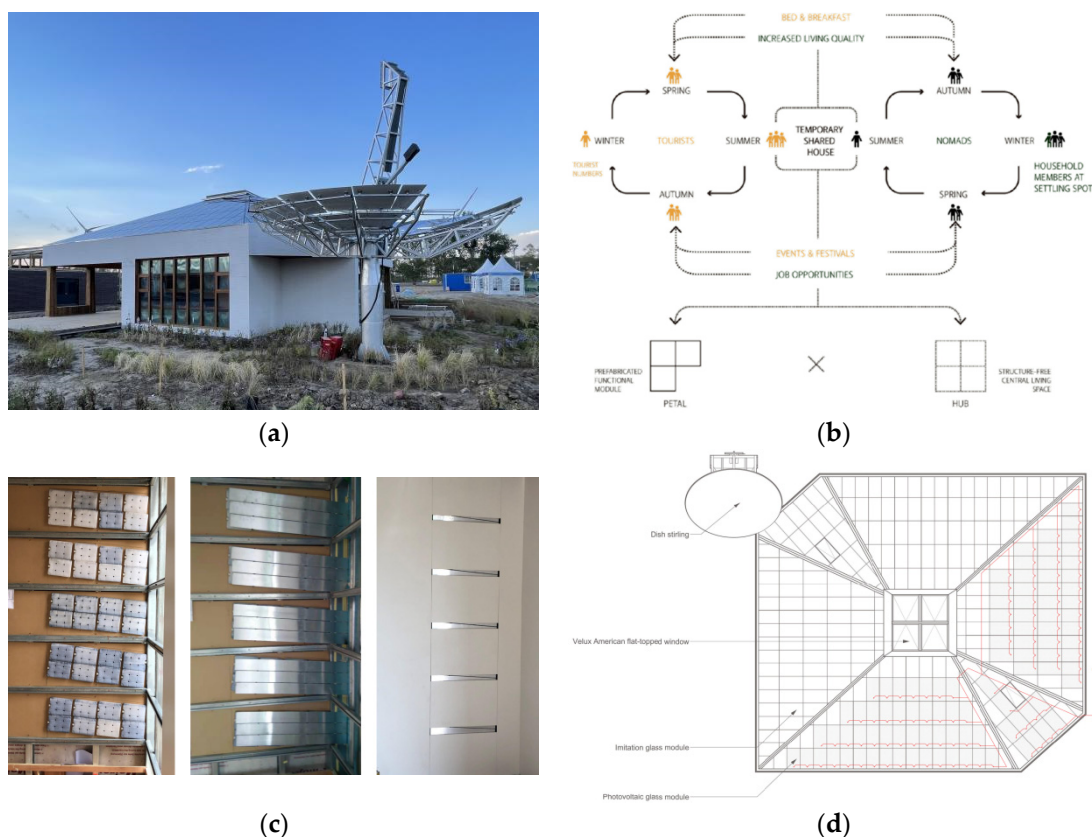 BED & BREAKFAST
INCREASED LIVING QUALITY
SPRING
AUTUMN
WINTER
TOURISTS
SUMMER
TEMPORARY
SHARED
HOUSE
SUMMER
NOMADS
WINTER
TOURIST
NUMBERS
HOUSEHOLD
MEMBERS AT
SETTLING SPOT
AUTUMN
SPRING
EVENTS & FESTIVALS
JOB OPPORTUNITIES
PREFABRICATED
FUNCTIONAL
MODULE
STRUCTURE-FREE
CENTRAL LIVING
SPACE
PETAL
HUB
(a)
(b)
Dish stirling
Velux American flat-topped window
Imitation glass module
Photovoltaic glass module
(c)
(d)